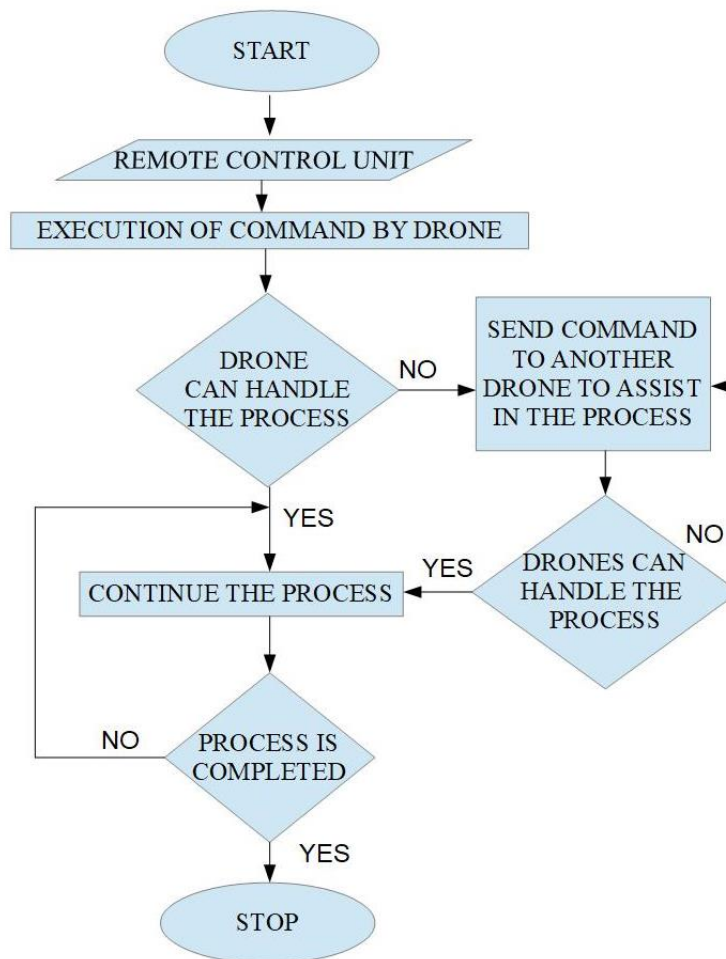 START
REMOTE CONTROL UNIT
EXECUTION OF COMMAND BY DRONE
DRONE
CAN HANDLE
THE PROCESS
NO
SEND COMMAND
TO ANOTHER
DRONE TO ASSIST
IN THE PROCESS
YES
NO
DRONES CAN
HANDLE THE
PROCESS
YES
CONTINUE THE PROCESS
NO
PROCESS IS
COMPLETED
YES
STOP